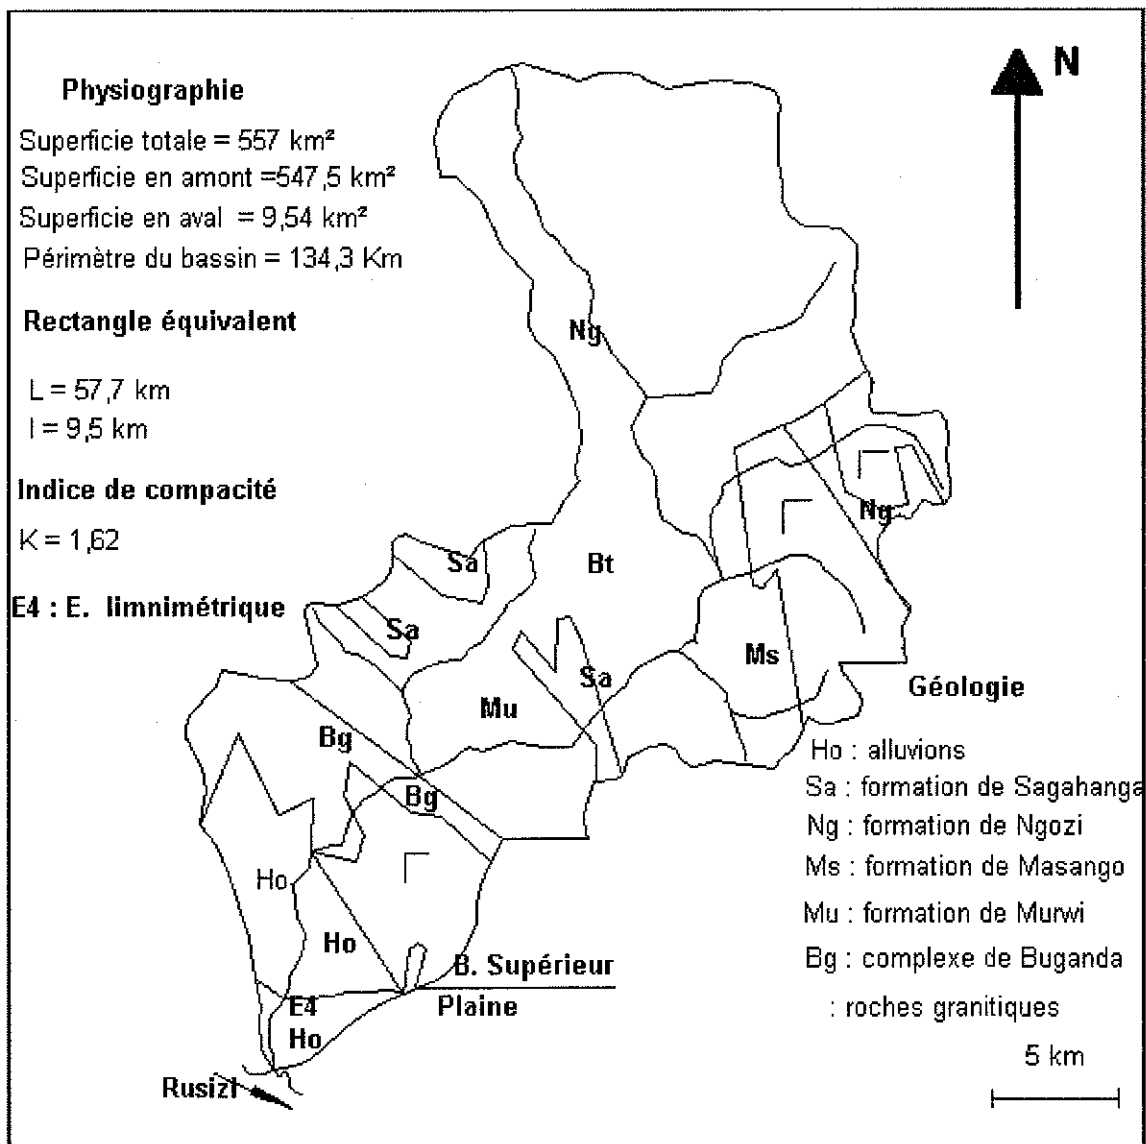 N
Physiographie
Superficie totale = 557 km²
Superficie en amont =547,5 km²
Superficie en aval = 9,54 km²
Périmètre du bassin = 134,3 Km
Rectangle équivalent
L = 57,7 km
l = 9,5 km
Indice de compacité
K = 1,62
E4 : E. limnimétrique
Ng
Ng
Sa
Bt
Sa
Sa
Ms
Mu
Bg
Bg
Ho
Ho
B. Supérieur
E4
Plaine
Ho
Rusizi
Géologie
Ho : alluvions
Sa : formation de Sagahanga
Ng : formation de Ngozi
Ms : formation de Masango
Mu : formation de Murwi
Bg : complexe de Buganda
: roches granitiques
5 km